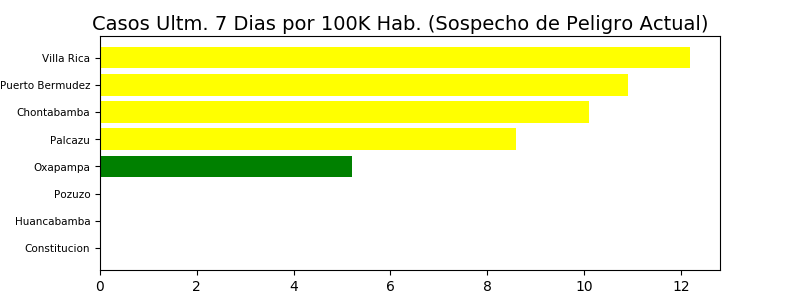 Casos Ultm. 7 Dias por 100K Hab. (Sospecho de Peligro Actual)
Villa Rica
Puerto Bermudez
Chontabamba
Palcazu
Oxapampa
Pozuzo
Huancabamba
Constitucion
0 2 4 6 8 10 12